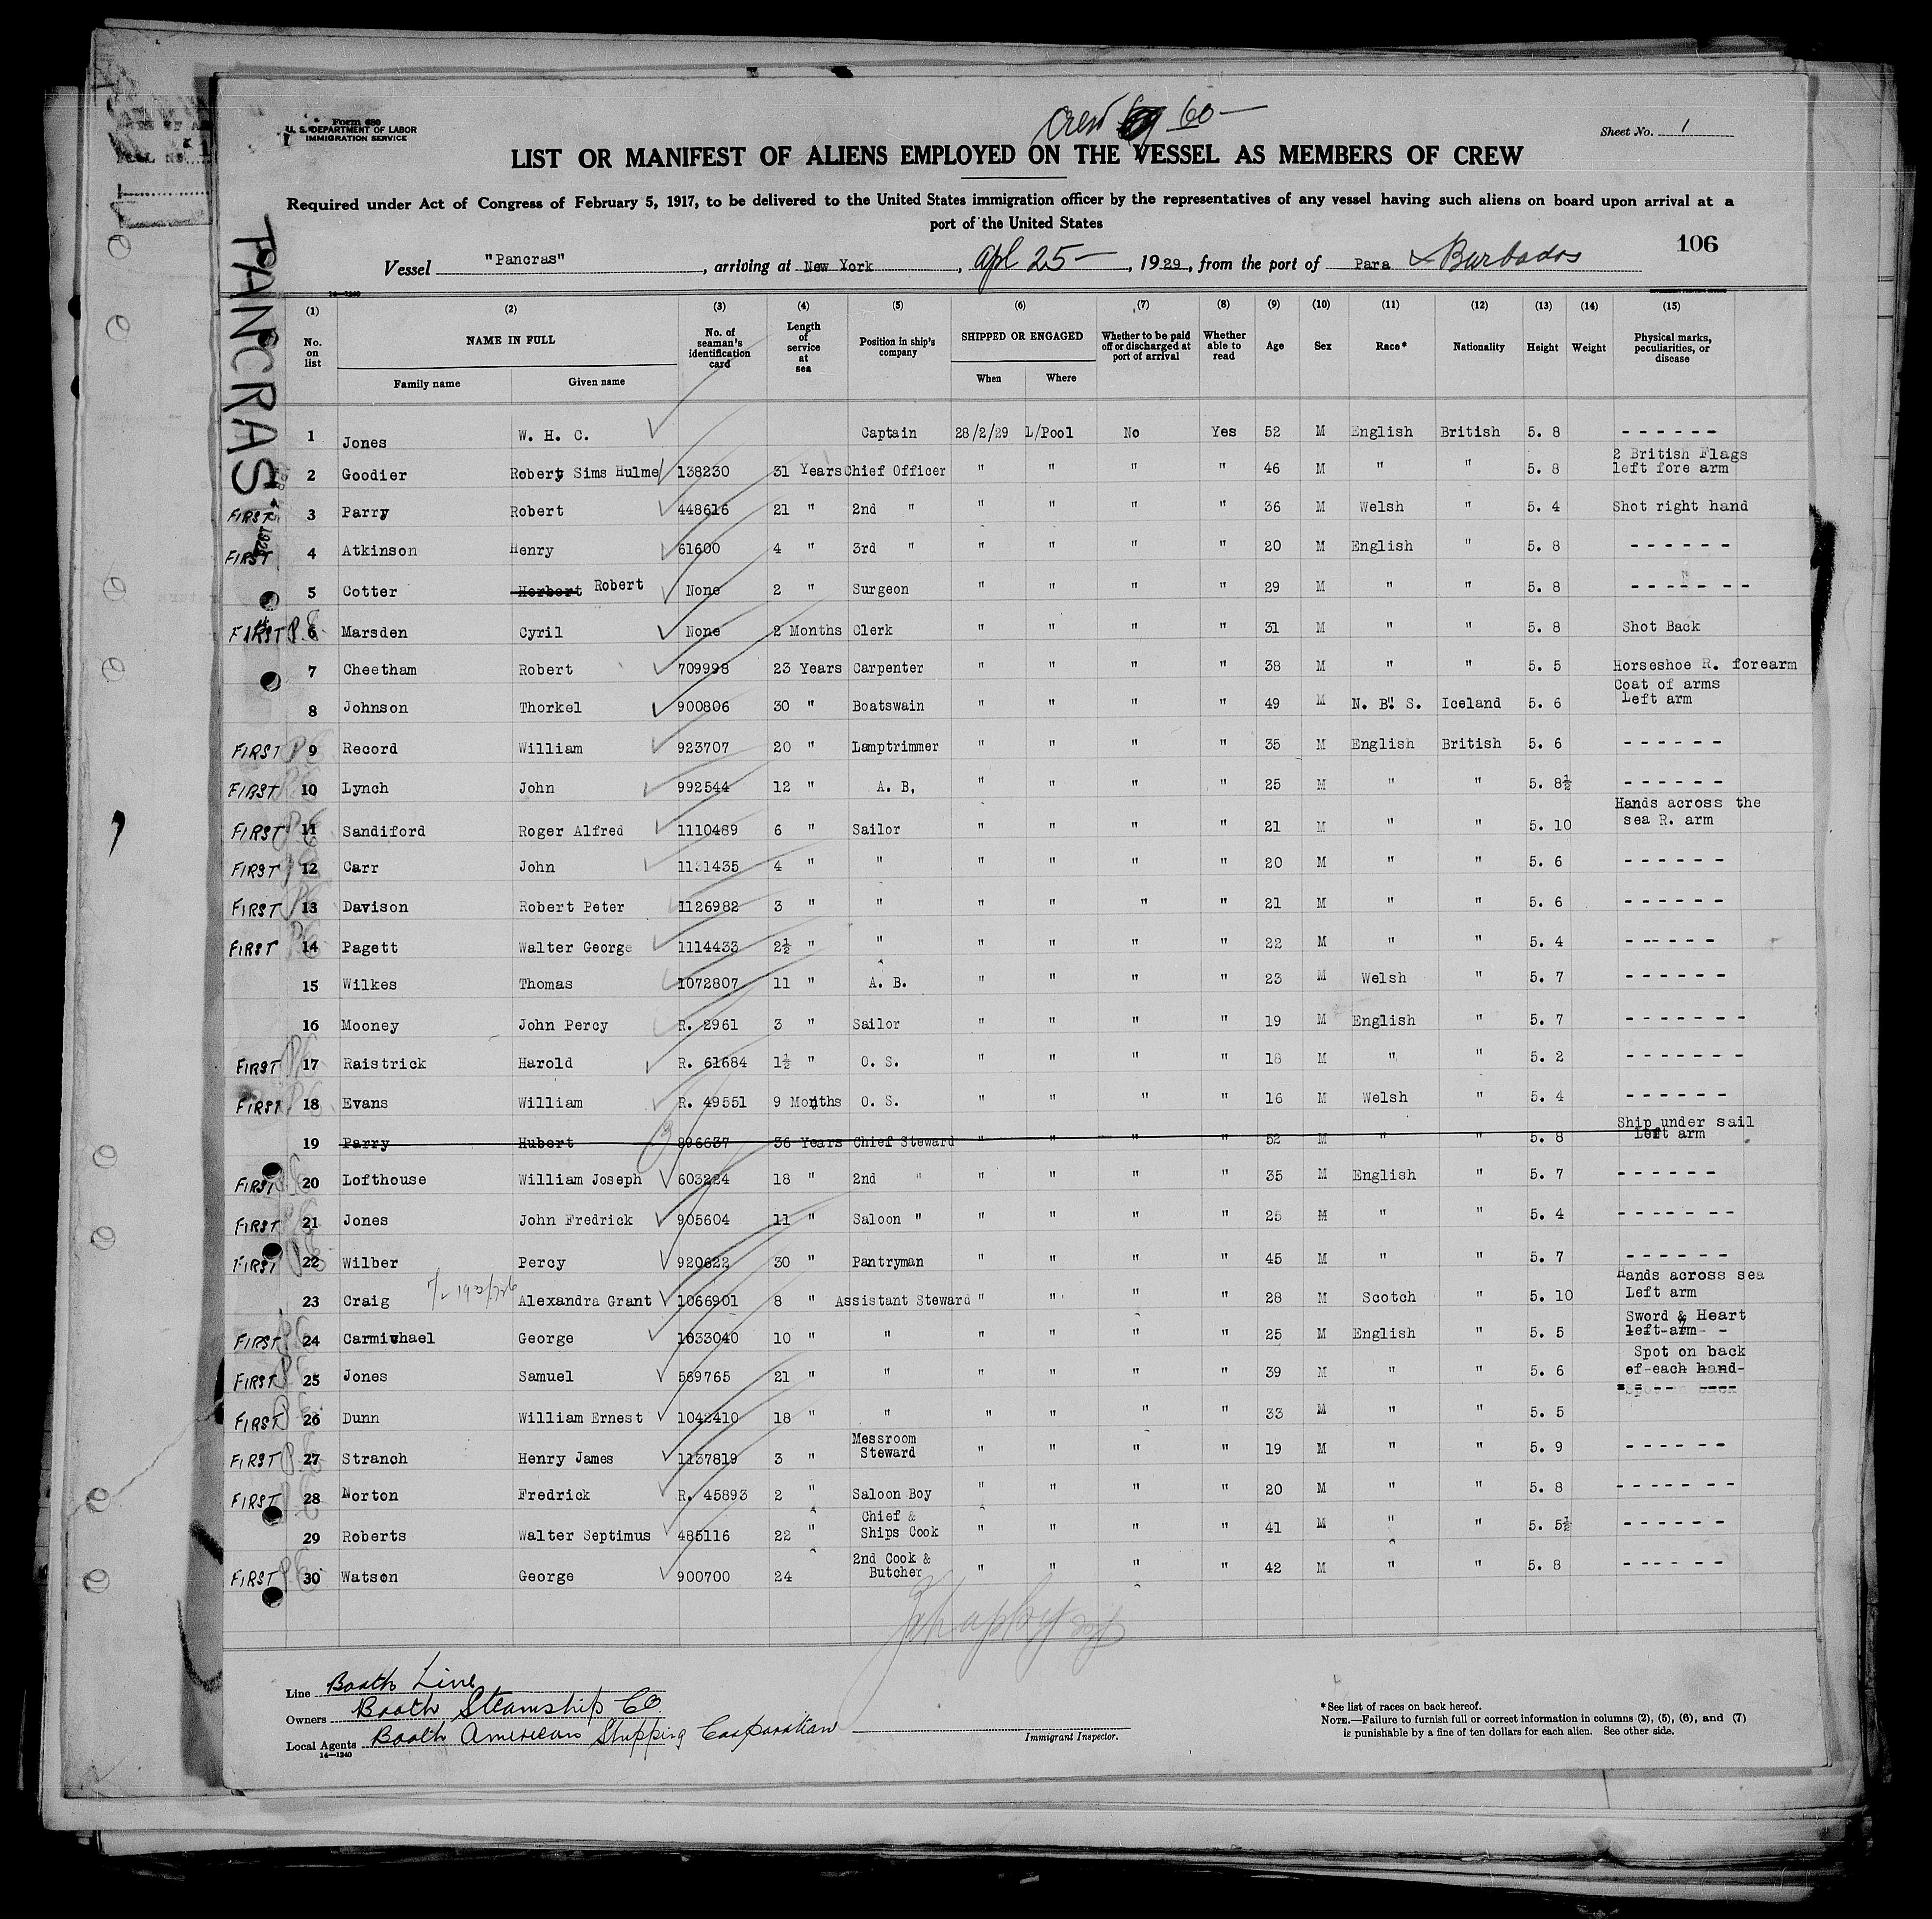 Form 680
U. S. DEPARTMENT OF LABOR
IMMIGRATION SERVICE
Crew 60 —
Sheet No. 1
LIST OR MANIFEST OF ALIENS EMPLOYED ON THE VESSEL AS MEMBERS OF CREW
Required under Act of Congress of February 5, 1917, to be delivered to the United States immigration officer by the representatives of any vessel having such aliens on board upon arrival at a
port of the United States
106
Vessel "Pancras", arriving at New York, Apl 25 —, 1929, from the port of Para & Barbados
14—1240
PANCRAS
(1) (2) (3) (4) (5) (6) (7) (8) (9) (10) (11) (12) (13) (14) (15)
No. on list NAME IN FULL No. of seaman's identification card Length of service at sea Position in ship's company SHIPPED OR ENGAGED Whether to be paid off or discharged at port of arrival Whether able to read Age Sex Race* Nationality Height Weight Physical marks, peculiarities, or disease
Family name Given name When Where
1 Jones W. H. C. Captain 28/2/29 L/Pool No Yes 52 M English British 5. 8 - - - - - -
2 Goodier Robert Sims Hulme 138230 31 Years Chief Officer " " " " 46 M " " 5. 8 2 British Flags left fore arm
FIRST 3 Parry Robert 448616 21 " 2nd " " " " " 36 M Welsh " 5. 4 Shot right hand
FIRST 4 Atkinson Henry 61600 4 " 3rd " " " " " 20 M English " 5. 8 - - - - - -
5 Cotter Herbert Robert None 2 " Surgeon " " " " 29 M " " 5. 8 - - - - - - -
FIRST 6 Marsden Cyril None 2 Months Clerk " " " " 31 M " " 5. 8 Shot Back
7 Cheetham Robert 709998 23 Years Carpenter " " " " 38 M " " 5. 5 Horseshoe R. forearm
8 Johnson Thorkel 900806 30 " Boatswain " " " " 49 M N. B. S. Iceland 5. 6 Coat of arms Left arm
FIRST 9 Record William 923707 20 " Lamptrimmer " " " " 35 M English British 5. 6 - - - - - -
FIRST 10 Lynch John 992544 12 " A. B. " " " " 25 M " " 5. 8½ - - - - - -
FIRST 11 Sandiford Roger Alfred 1110489 6 " Sailor " " " " 21 M " " 5. 10 Hands across the sea R. arm
FIRST 12 Carr John 1131435 4 " " " " " " 20 M " " 5. 6 - - - - - -
FIRST 13 Davison Robert Peter 1126982 3 " " " " " " 21 M " " 5. 6 - - - - - -
FIRST 14 Pagett Walter George 1114433 2½ " " " " " " 22 M " " 5. 4 - - - - - -
15 Wilkes Thomas 1072807 11 " A. B. " " " " 23 M Welsh " 5. 7 - - - - - -
16 Mooney John Percy R. 2961 3 " Sailor " " " " 19 M English " 5. 7 - - - - - - -
FIRST 17 Raistrick Harold R. 61684 1½ " O. S. " " " " 18 M " " 5. 2 - - - - - - -
FIRST 18 Evans William R. 49551 9 Months O. S. " " " " 16 M Welsh " 5. 4 - - - - - -
19 Parry Hubert 896637 36 Years Chief Steward " " " " 52 M " " 5. 8 Ship under sail Left arm
FIRST 20 Lofthouse William Joseph 603224 18 " 2nd " " " " " 35 M English " 5. 7 - - - - - -
FIRST 21 Jones John Fredrick 905604 11 " Saloon " " " " " 25 M " " 5. 4 - - - - - - -
FIRST 22 Wilber Percy 920622 30 " Pantryman " " " " 45 M " " 5. 7 - - - - - -
23 Craig Alexandra Grant 1066901 8 " Assistant Steward " " " " 28 M Scotch " 5. 10 Hands across sea Left arm
FIRST 24 Carmivhael George 1033040 10 " " " " " " 25 M English " 5. 5 Sword & Heart left arm
FIRST 25 Jones Samuel 569765 21 " " " " " " 39 M " " 5. 6 Spot on back of each hand
FIRST 26 Dunn William Ernest 1042410 18 " " " " " " 33 M " " 5. 5
FIRST 27 Stranch Henry James 1137819 3 " Messroom Steward " " " " 19 M " " 5. 9 - - - - - -
FIRST 28 Norton Fredrick R. 45893 2 " Saloon Boy " " " " 20 M " " 5. 8 - - - - - - -
29 Roberts Walter Septimus 485116 22 " Chief & Ships Cook " " " " 41 M " " 5. 5½ - - - - - -
FIRST 30 Watson George 900700 24 2nd Cook & Butcher " " " " 42 M " " 5. 8 - - - - - -
Line Booth Line
Owners Booth Steamship Co.
Local Agents Booth American Shipping Corporation
14—1240
Immigrant Inspector.
*See list of races on back hereof.
NOTE.—Failure to furnish full or correct information in columns (2), (5), (6), and (7)
is punishable by a fine of ten dollars for each alien. See other side.